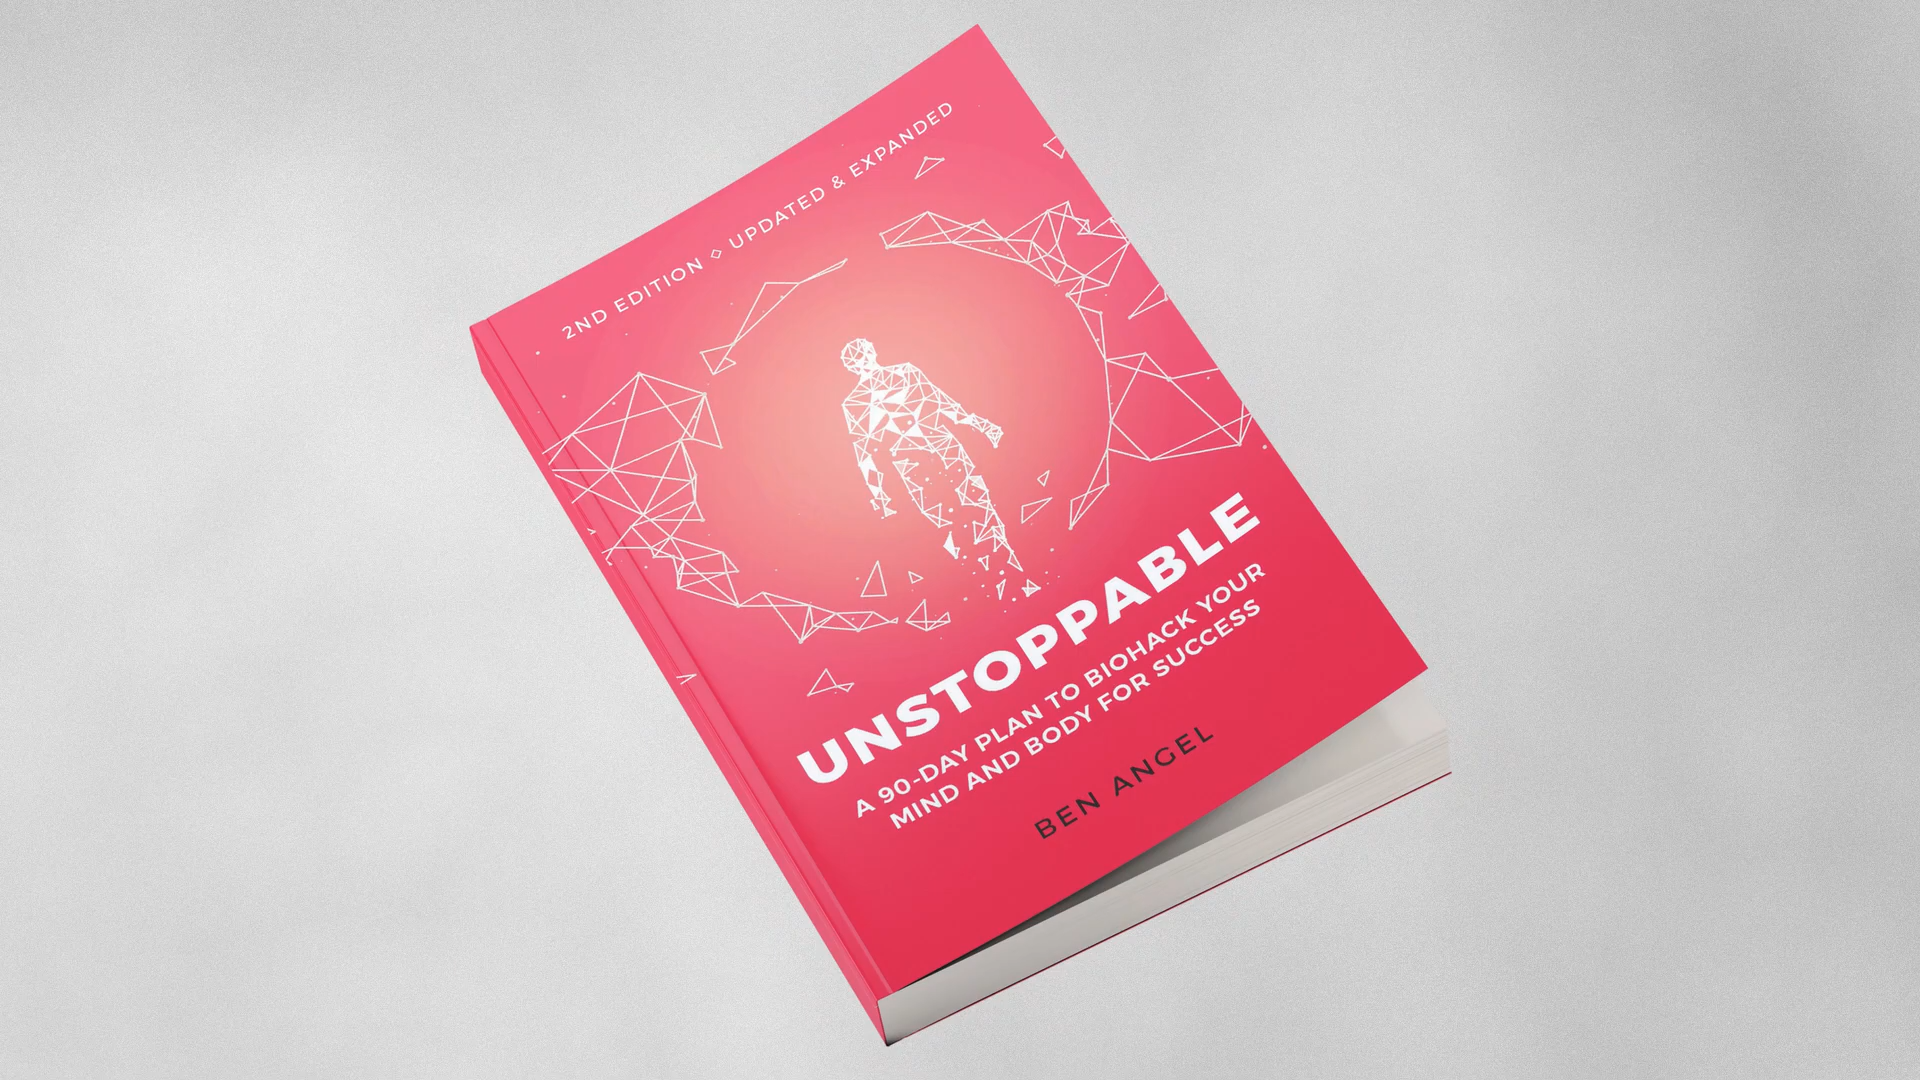 2ND EDITION ◇ UPDATED & EXPANDED
UNSTOPPABLE
A 90-DAY PLAN TO BIOHACK YOUR
MIND AND BODY FOR SUCCESS
BEN ANGEL